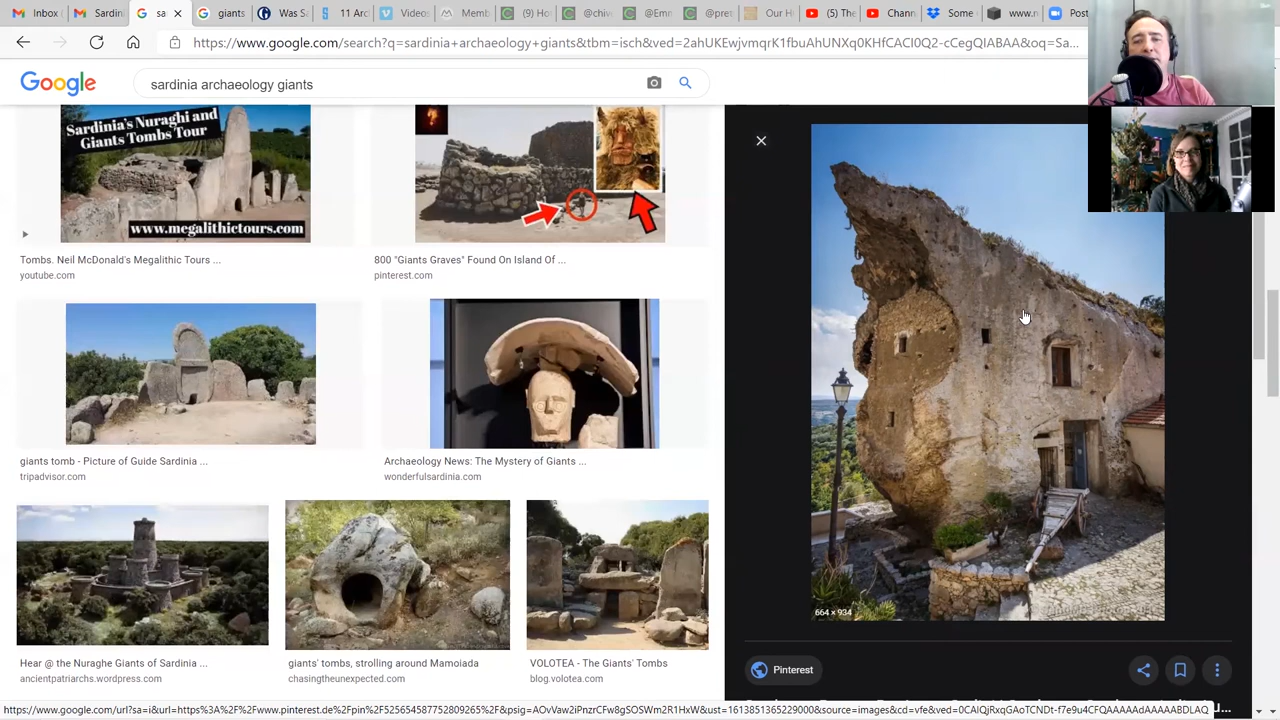 Inbox (
Sardin
sa
giants
Was Sa
11 Arc
Videos
Memb
(9) Ho
@chiv
@Emn
@pret
Our H
(5) The
Chann
Some
www.n
Post
https://www.google.com/search?q=sardinia+archaeology+giants&tbm=isch&ved=2ahUKEwjvmqrK1fbuAhUNXq0KHfCACI0Q2-cCegQIABAA&oq=Sa...
Google
sardinia archaeology giants
Sardinia's Nuraghi and
Giants Tombs Tour
www.megalithictours.com
Tombs. Neil McDonald's Megalithic Tours ...
youtube.com
800 "Giants Graves" Found On Island Of ...
pinterest.com
giants tomb - Picture of Guide Sardinia ...
tripadvisor.com
Archaeology News: The Mystery of Giants ...
wonderfulsardinia.com
Hear @ the Nuraghe Giants of Sardinia ...
ancientpatriarchs.wordpress.com
giants' tombs, strolling around Mamoiada
chasingtheunexpected.com
VOLOTEA - The Giants' Tombs
blog.volotea.com
664 × 934
Pinterest
https://www.google.com/url?sa=i&url=https%3A%2F%2Fwww.pinterest.de%2Fpin%2F525654587752809265%2F&psig=AOvVaw2iPnzrCFw8gSOSWm2R1HxW&ust=1613851365229000&source=images&cd=vfe&ved=0CAIQjRxqGAoTCNDt-f7e9u4CFQAAAAAdAAAAABDLAQ